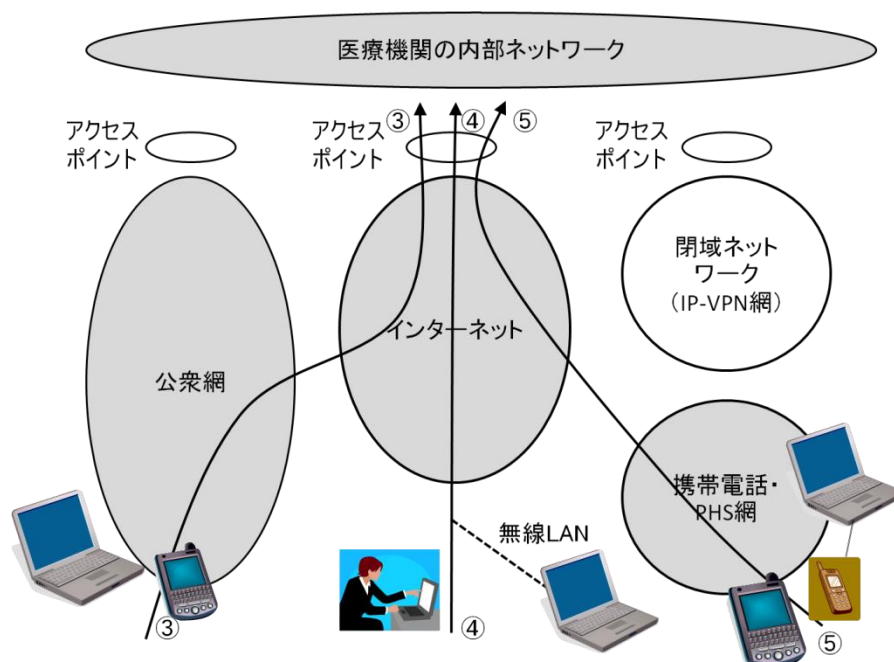 医療機関の内部ネットワーク
③
④
⑤
アクセス
ポイント
アクセス
ポイント
アクセス
ポイント
閉域ネット
ワーク
（IP-VPN網）
インターネット
公衆網
携帯電話・
PHS網
無線LAN
③
④
⑤